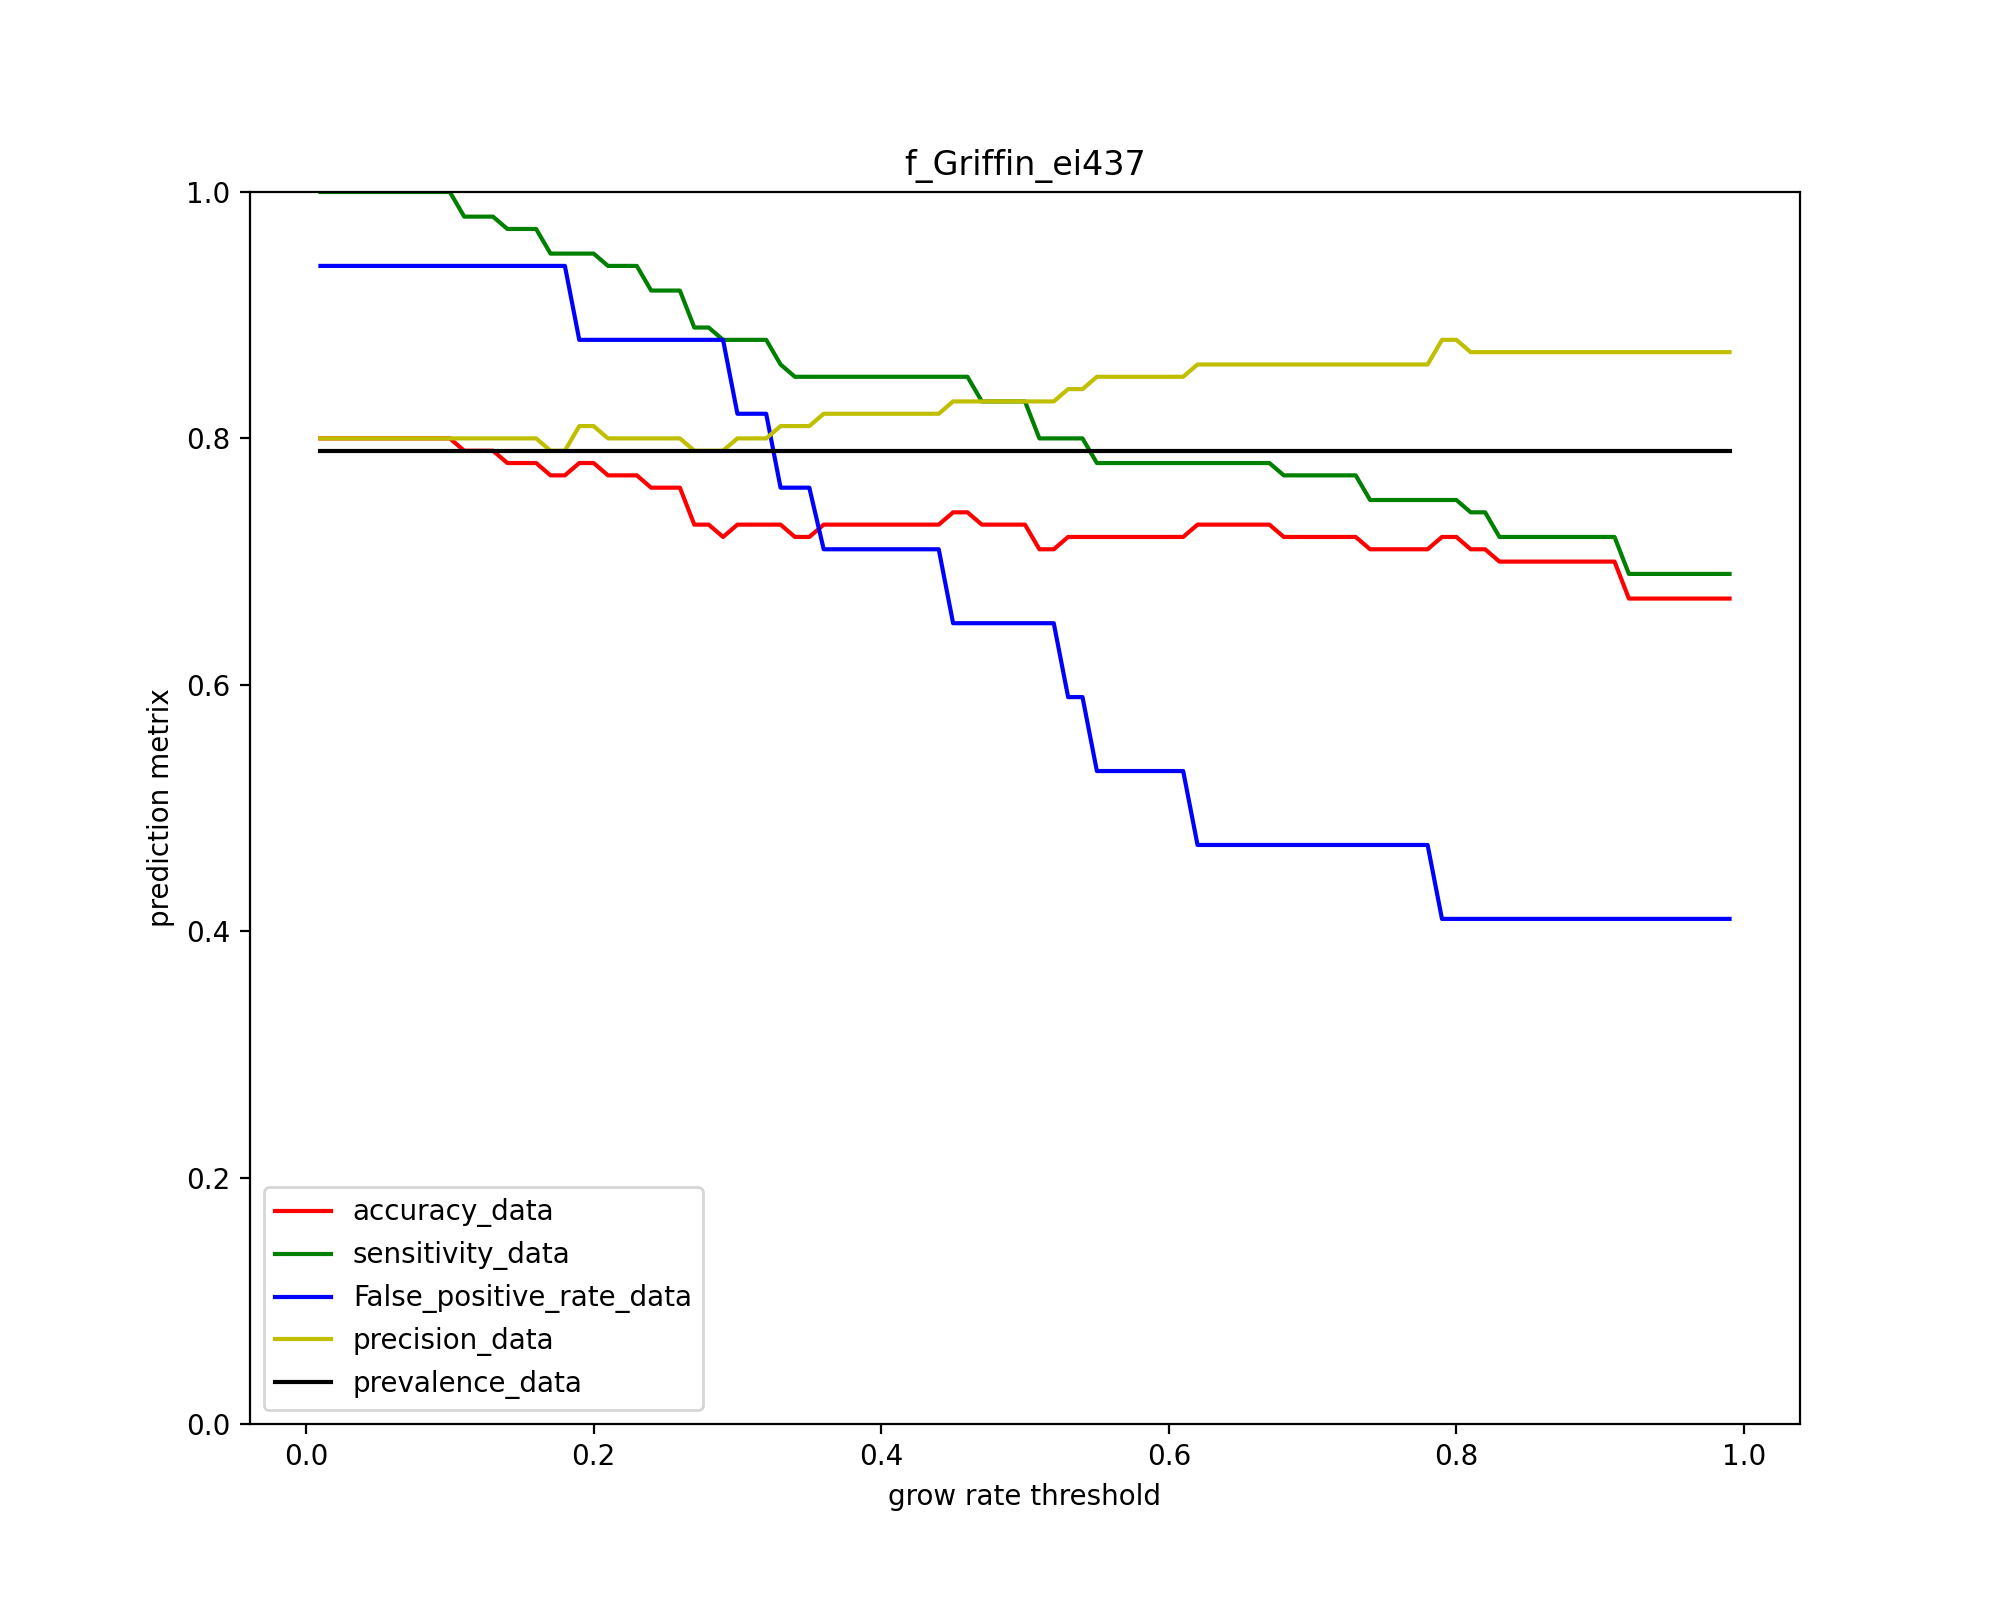 f_Griffin_ei437
1.0
0.8
0.6
0.4
0.2
0.0
prediction metrix
accuracy_data
sensitivity_data
False_positive_rate_data
precision_data
prevalence_data
0.0 0.2 0.4 0.6 0.8 1.0
grow rate threshold